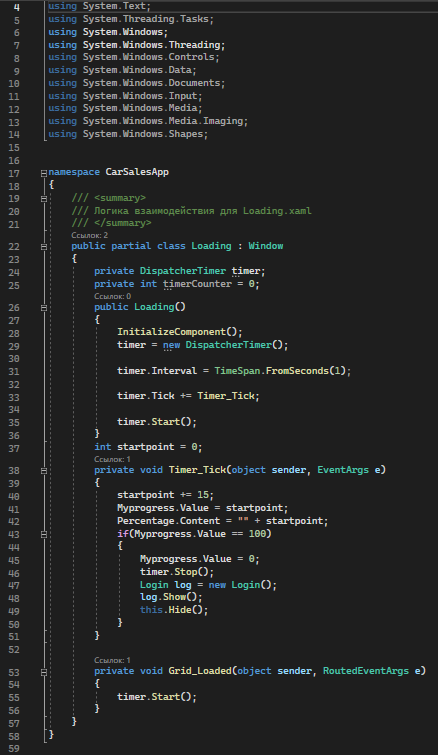 4 using System.Text;
5 using System.Threading.Tasks;
6 using System.Windows;
7 using System.Windows.Threading;
8 using System.Windows.Controls;
9 using System.Windows.Data;
10 using System.Windows.Documents;
11 using System.Windows.Input;
12 using System.Windows.Media;
13 using System.Windows.Media.Imaging;
14 using System.Windows.Shapes;
15
16
17 namespace CarSalesApp
18 {
19 /// <summary>
20 /// Логика взаимодействия для Loading.xaml
21 /// </summary>
Ссылок: 2
22 public partial class Loading : Window
23 {
24 private DispatcherTimer timer;
25 private int timerCounter = 0;
Ссылок: 0
26 public Loading()
27 {
28 InitializeComponent();
29 timer = new DispatcherTimer();
30
31 timer.Interval = TimeSpan.FromSeconds(1);
32
33 timer.Tick += Timer_Tick;
34
35 timer.Start();
36 }
37 int startpoint = 0;
Ссылок: 1
38 private void Timer_Tick(object sender, EventArgs e)
39 {
40 startpoint += 15;
41 Myprogress.Value = startpoint;
42 Percentage.Content = "" + startpoint;
43 if(Myprogress.Value == 100)
44 {
45 Myprogress.Value = 0;
46 timer.Stop();
47 Login log = new Login();
48 log.Show();
49 this.Hide();
50 }
51 }
52
Ссылок: 1
53 private void Grid_Loaded(object sender, RoutedEventArgs e)
54 {
55 timer.Start();
56 }
57 }
58 }
59